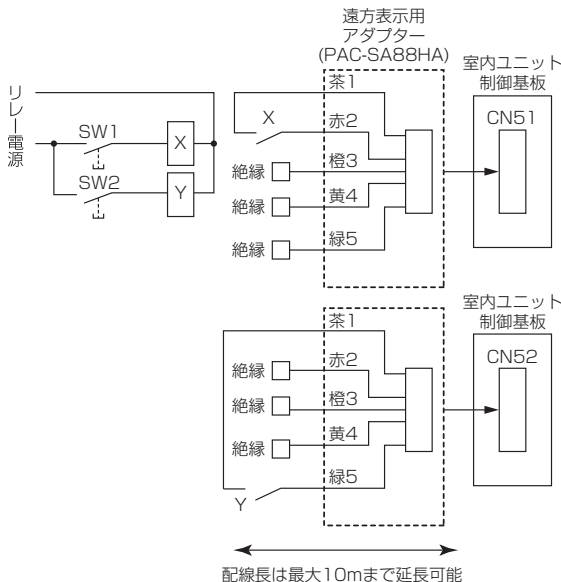 遠方表示用
アダプター
(PAC-SA88HA)
室内ユニット
制御基板
リレー電源
SW1
X
SW2
Y
X
茶1
赤2
絶縁
橙3
絶縁
黄4
絶縁
緑5
CN51
室内ユニット
制御基板
茶1
絶縁
赤2
絶縁
橙3
絶縁
黄4
Y
緑5
CN52
配線長は最大10mまで延長可能